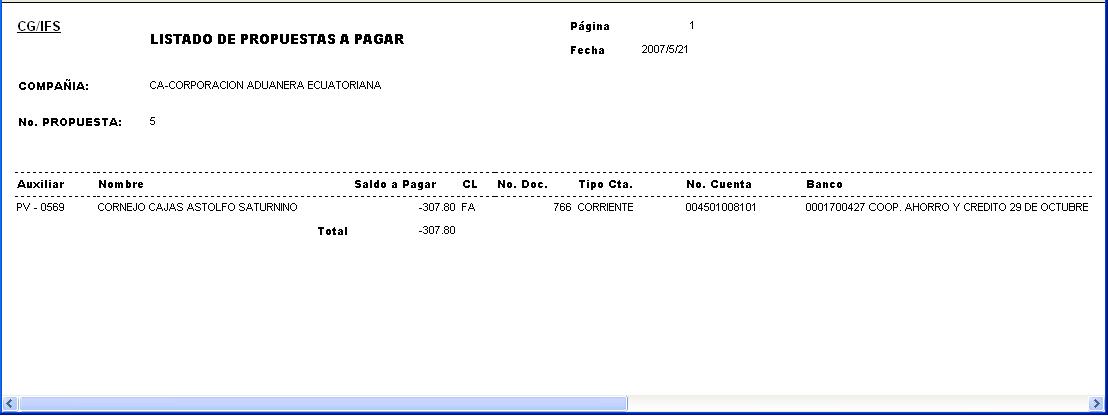 CG/IFS
LISTADO DE PROPUESTAS A PAGAR
Página 1
Fecha 2007/5/21
COMPAÑIA: CA-CORPORACION ADUANERA ECUATORIANA
No. PROPUESTA: 5
Auxiliar Nombre Saldo a Pagar CL No. Doc. Tipo Cta. No. Cuenta Banco
PV - 0569 CORNEJO CAJAS ASTOLFO SATURNINO -307.80 FA 766 CORRIENTE 004501008101 0001700427 COOP. AHORRO Y CREDITO 29 DE OCTUBRE
Total -307.80